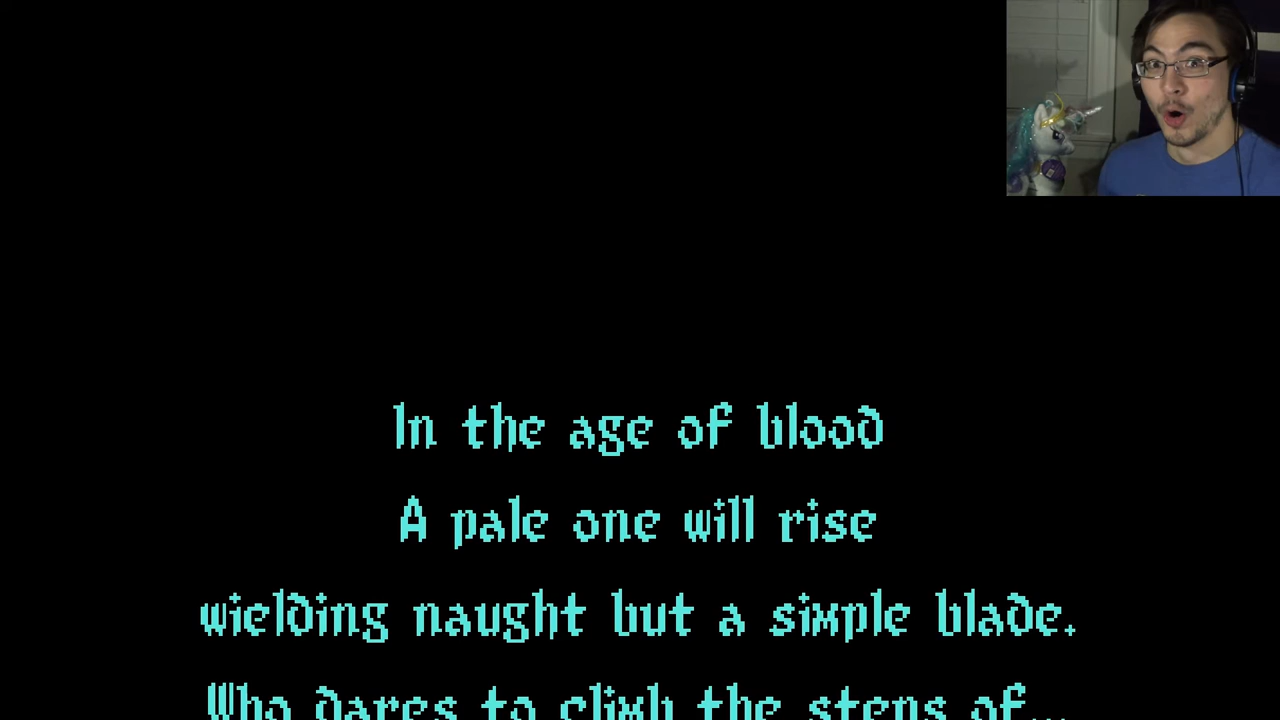 In the age of blood
A pale one will rise
wielding naught but a simple blade.
Who dares to climb the steps of...